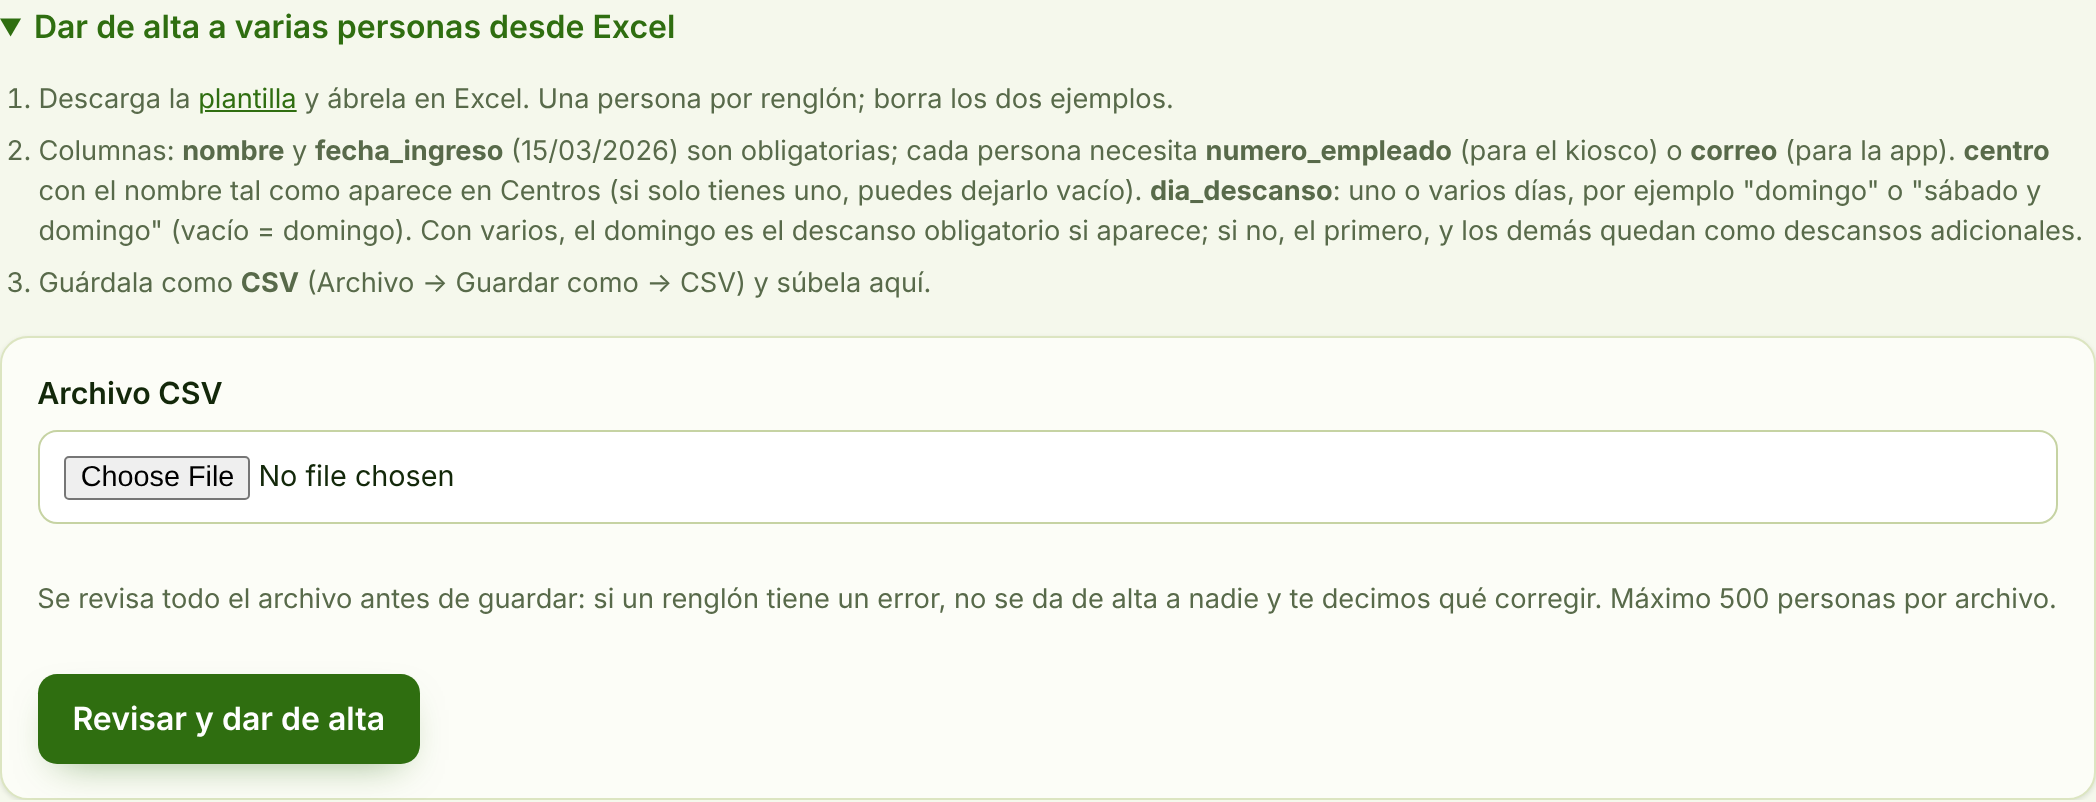 ▼ Dar de alta a varias personas desde Excel
1. Descarga la plantilla y ábrela en Excel. Una persona por renglón; borra los dos ejemplos.
2. Columnas: nombre y fecha_ingreso (15/03/2026) son obligatorias; cada persona necesita numero_empleado (para el kiosco) o correo (para la app). centro
con el nombre tal como aparece en Centros (si solo tienes uno, puedes dejarlo vacío). dia_descanso: uno o varios días, por ejemplo "domingo" o "sábado y
domingo" (vacío = domingo). Con varios, el domingo es el descanso obligatorio si aparece; si no, el primero, y los demás quedan como descansos adicionales.
3. Guárdala como CSV (Archivo → Guardar como → CSV) y súbela aquí.
Archivo CSV
Choose File No file chosen
Se revisa todo el archivo antes de guardar: si un renglón tiene un error, no se da de alta a nadie y te decimos qué corregir. Máximo 500 personas por archivo.
Revisar y dar de alta